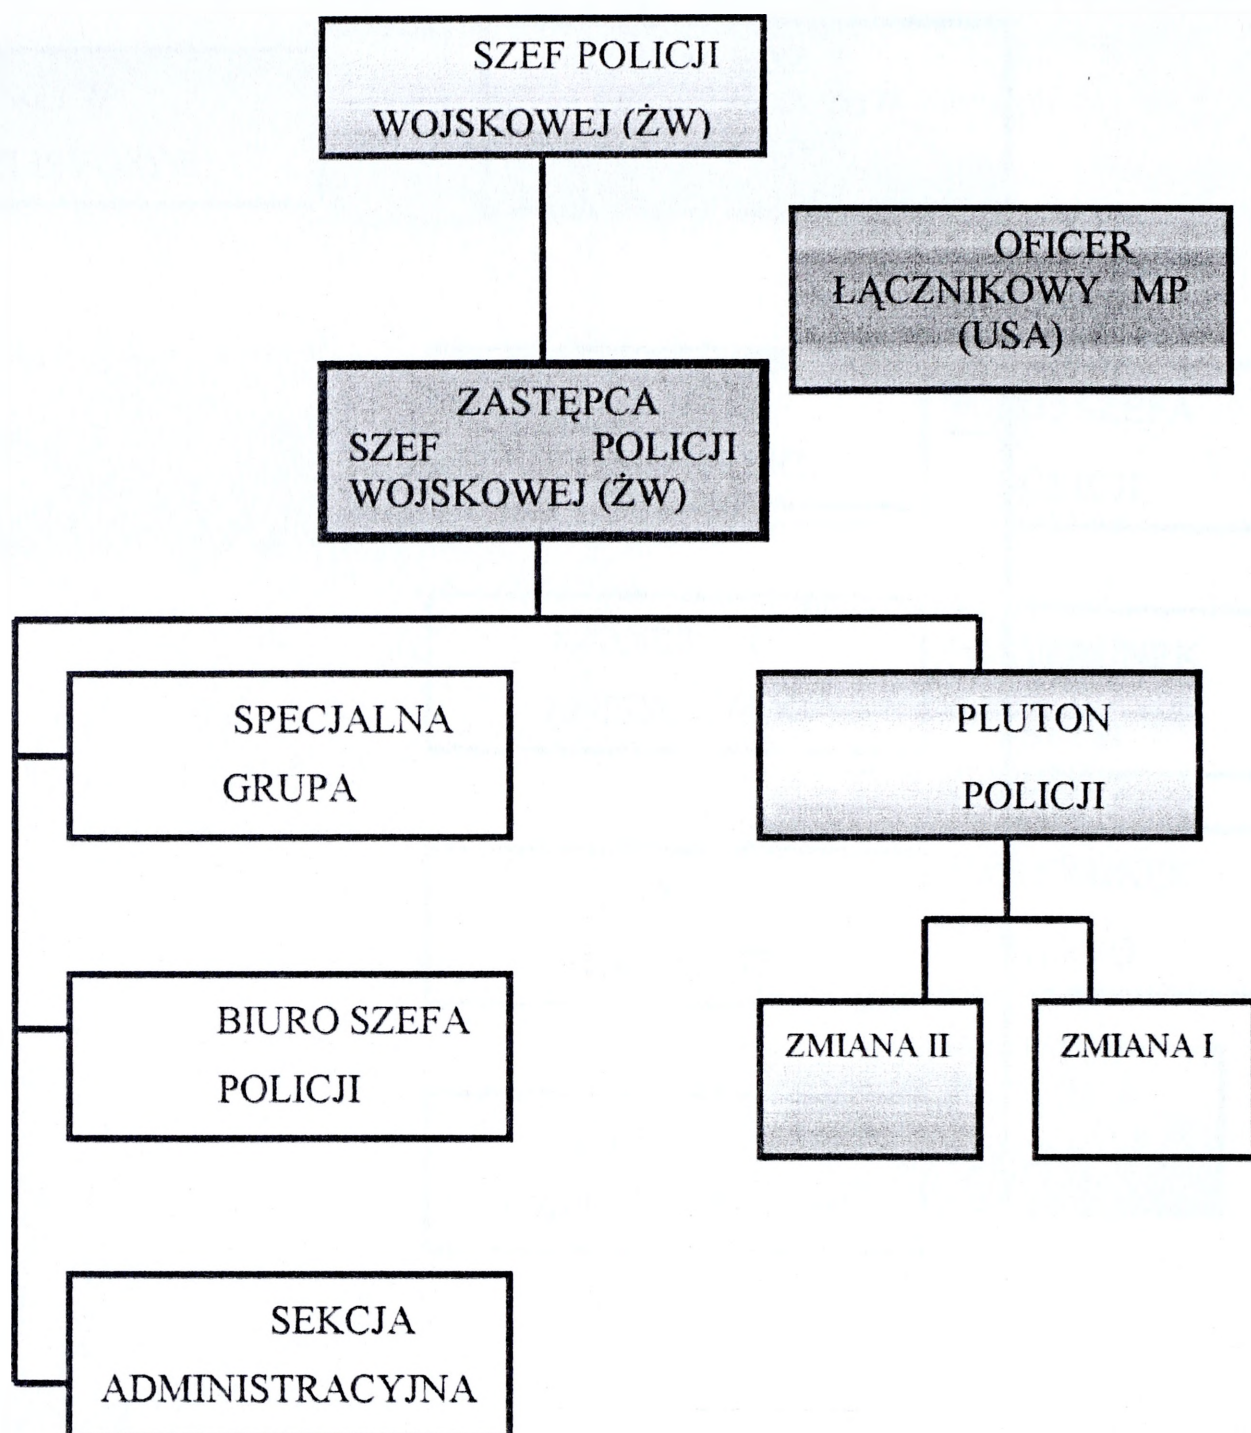 SZEF POLICJI
WOJSKOWEJ (ŻW)
OFICER
ŁĄCZNIKOWY MP
(USA)
ZASTĘPCA
SZEF POLICJI
WOJSKOWEJ (ŻW)
SPECJALNA
GRUPA
PLUTON
POLICJI
BIURO SZEFA
POLICJI
ZMIANA II
ZMIANA I
SEKCJA
ADMINISTRACYJNA